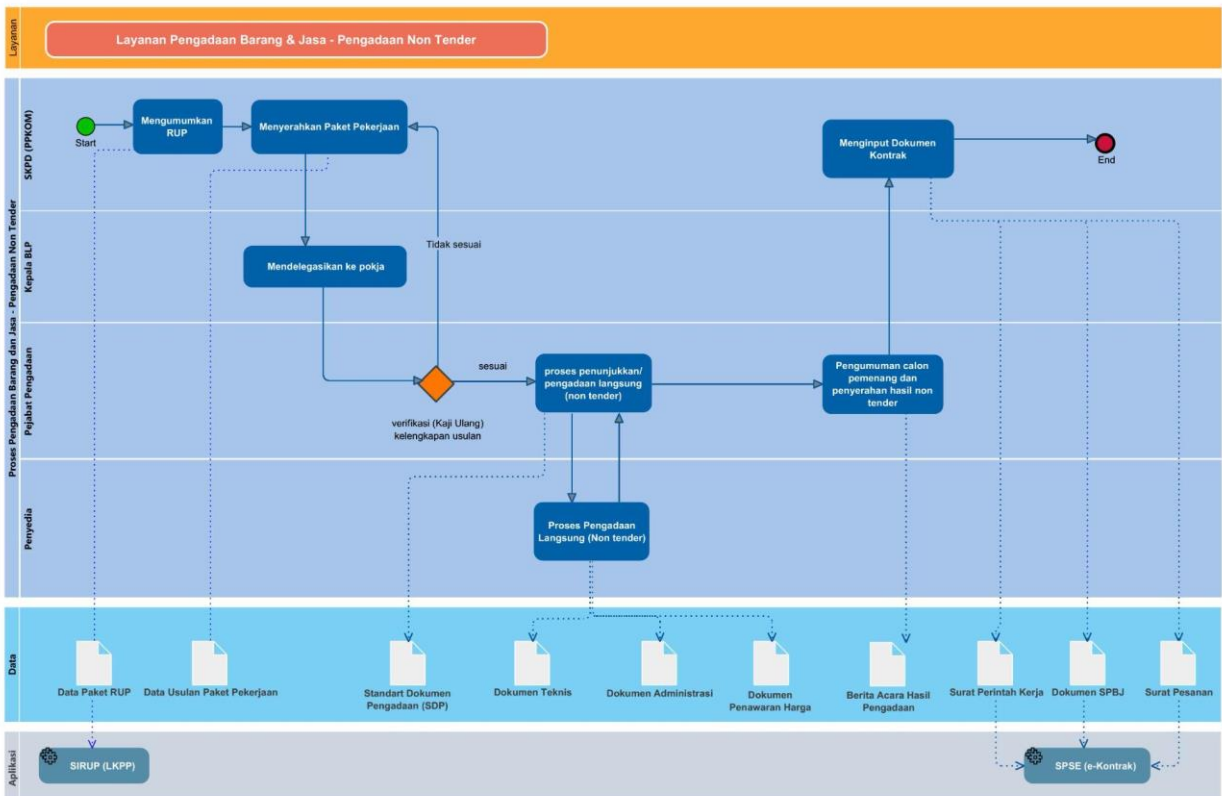 Layanan
Layanan Pengadaan Barang & Jasa - Pengadaan Non Tender
Proses Pengadaan Barang dan Jasa - Pengadaan Non Tender
SKPD (PPKOM)
Start
Mengumumkan
RUP
Menyerahkan Paket Pekerjaan
Menginput Dokumen
Kontrak
End
Kepala BLP
Mendelegasikan ke pokja
Tidak sesuai
Pejabat Pengadaan
verifikasi (Kaji Ulang)
kelengkapan usulan
sesuai
proses penunjukkan/
pengadaan langsung
(non tender)
Pengumuman calon
pemenang dan
penyerahan hasil non
tender
Penyedia
Proses Pengadaan
Langsung (Non tender)
Data
Data Paket RUP
Data Usulan Paket Pekerjaan
Standart Dokumen
Pengadaan (SDP)
Dokumen Teknis
Dokumen Administrasi
Dokumen
Penawaran Harga
Berita Acara Hasil
Pengadaan
Surat Perintah Kerja
Dokumen SPBJ
Surat Pesanan
Aplikasi
SIRUP (LKPP)
SPSE (e-Kontrak)